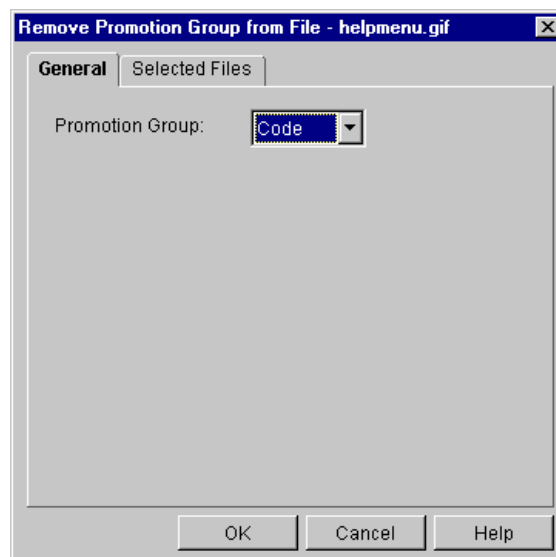 Remove Promotion Group from File - helpmenu.gif
General Selected Files
Promotion Group: Code
OK Cancel Help